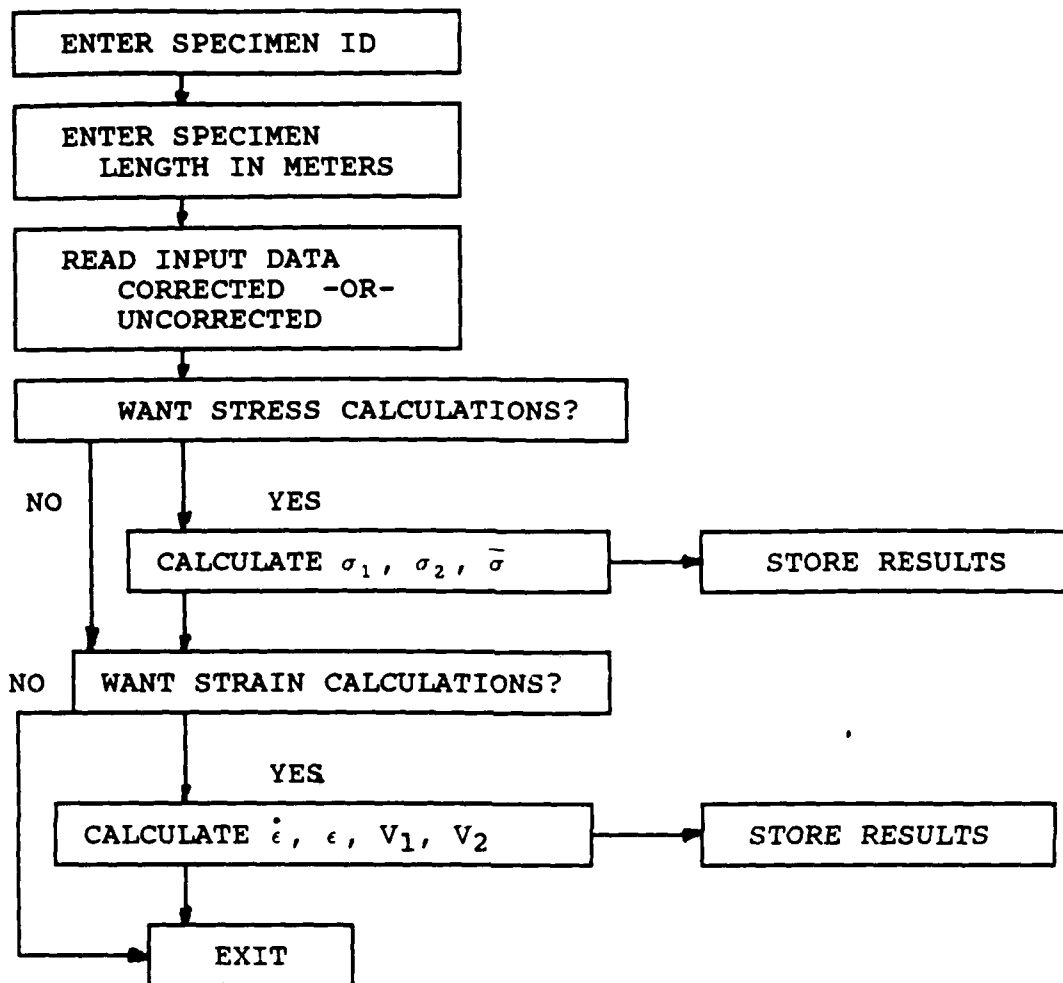 ENTER SPECIMEN ID
ENTER SPECIMEN
LENGTH IN METERS
READ INPUT DATA
CORRECTED -OR-
UNCORRECTED
WANT STRESS CALCULATIONS?
NO
YES
CALCULATE σ₁, σ₂, σ̅
STORE RESULTS
NO
WANT STRAIN CALCULATIONS?
YES
CALCULATE ε̇, ε, V₁, V₂
STORE RESULTS
EXIT